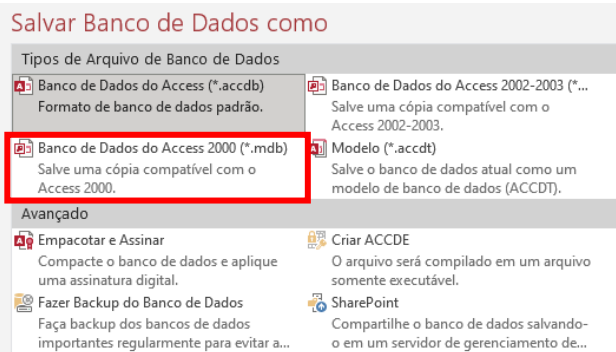 Salvar Banco de Dados como
Tipos de Arquivo de Banco de Dados
Banco de Dados do Access (*.accdb)
Formato de banco de dados padrão.
Banco de Dados do Access 2002-2003 (*...
Salve uma cópia compatível com o
Access 2002-2003.
Banco de Dados do Access 2000 (*.mdb)
Salve uma cópia compatível com o
Access 2000.
Modelo (*.accdt)
Salve o banco de dados atual como um
modelo de banco de dados (ACCDT).
Avançado
Empacotar e Assinar
Compacte o banco de dados e aplique
uma assinatura digital.
Criar ACCDE
O arquivo será compilado em um arquivo
somente executável.
Fazer Backup do Banco de Dados
Faça backup dos bancos de dados
importantes regularmente para evitar a...
SharePoint
Compartilhe o banco de dados salvando-
o em um servidor de gerenciamento de...